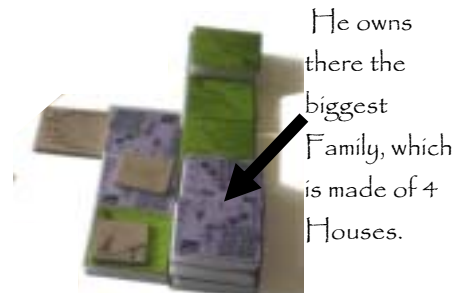 He owns
there the
biggest
Family, which
is made of 4
Houses.